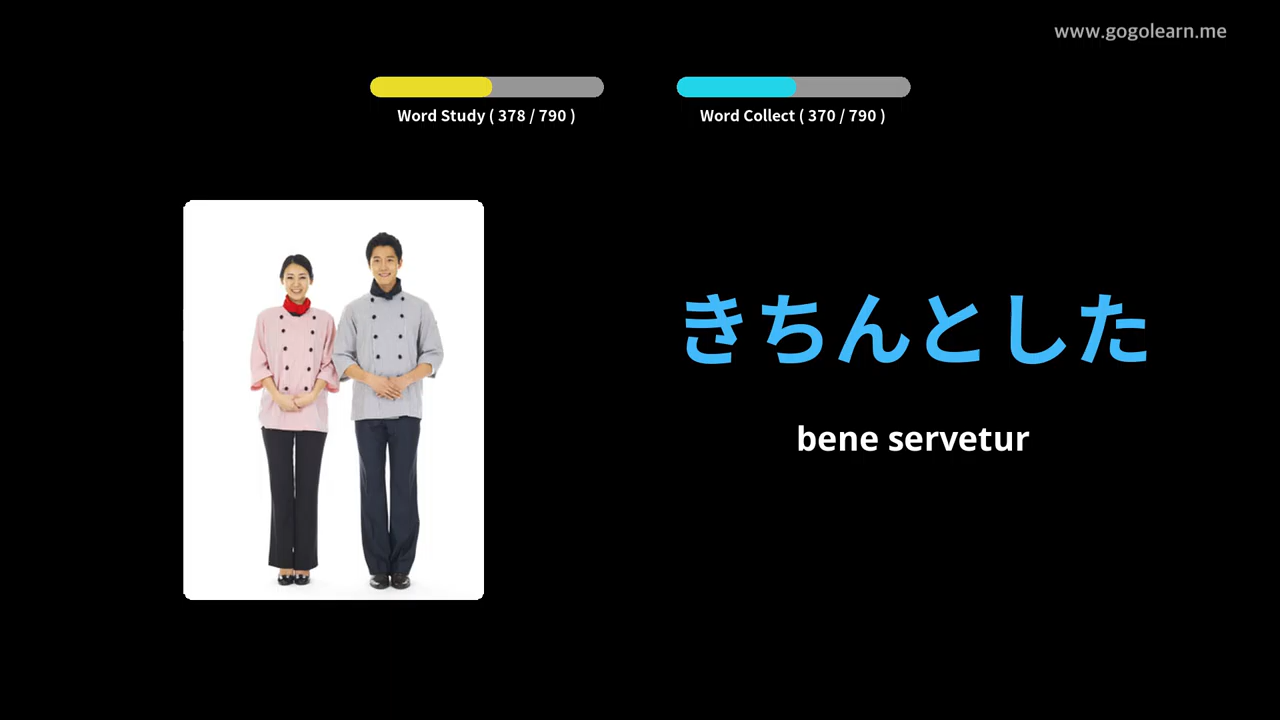 www.gogolearn.me
Word Study ( 378 / 790 )
Word Collect ( 370 / 790 )
きちんとした
bene servetur